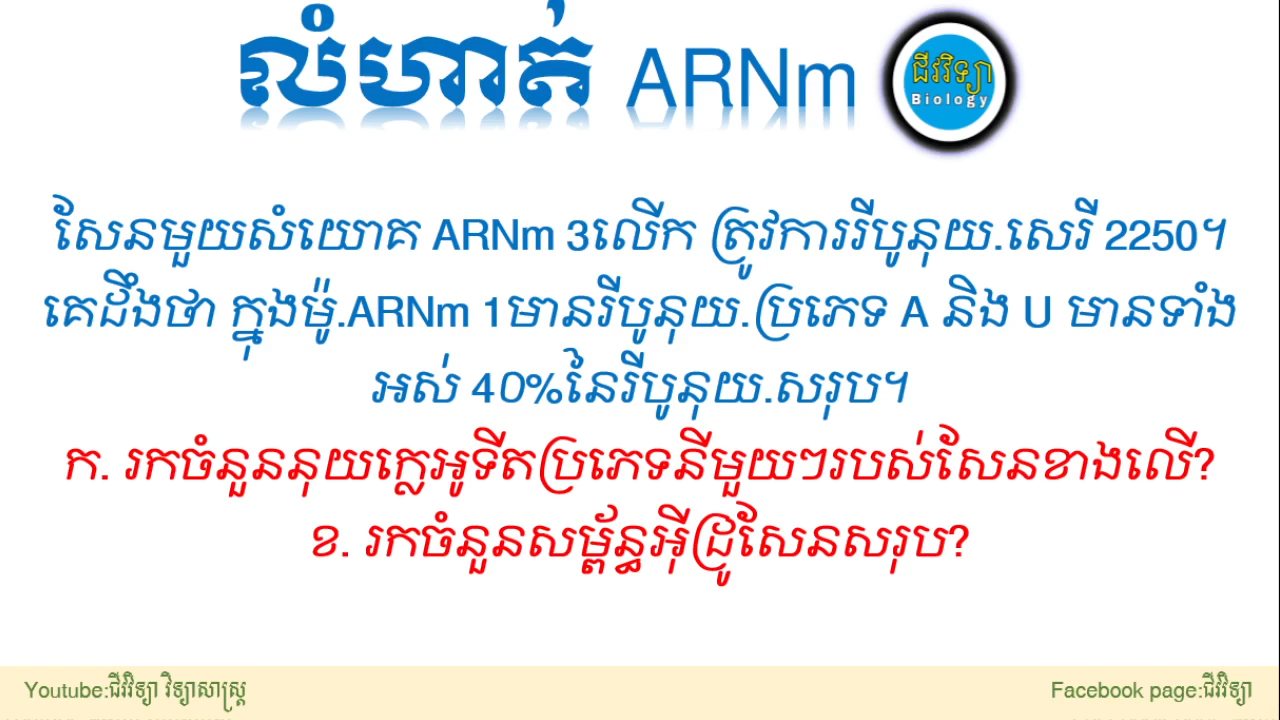 លំហាត់ ARNm
ជីវវិទ្យា
Biology
សែនមួយសំយោគ ARNm 3លើក ត្រូវការរីបូនុយ.សេរី 2250។
គេដឹងថា ក្នុងម៉ូ.ARNm 1មានរីបូនុយ.ប្រភេទ A និង U មានទាំង
អស់ 40%នៃរីបូនុយ.សរុប។
ក. រកចំនួននុយក្លេអូទីតប្រភេទនីមួយៗរបស់សែនខាងលើ?
ខ. រកចំនួនសម្ព័ន្ធអ៊ីដ្រូសែនសរុប?
Youtube:ជីវវិទ្យា វិទ្យាសាស្ត្រ
Facebook page:ជីវវិទ្យា